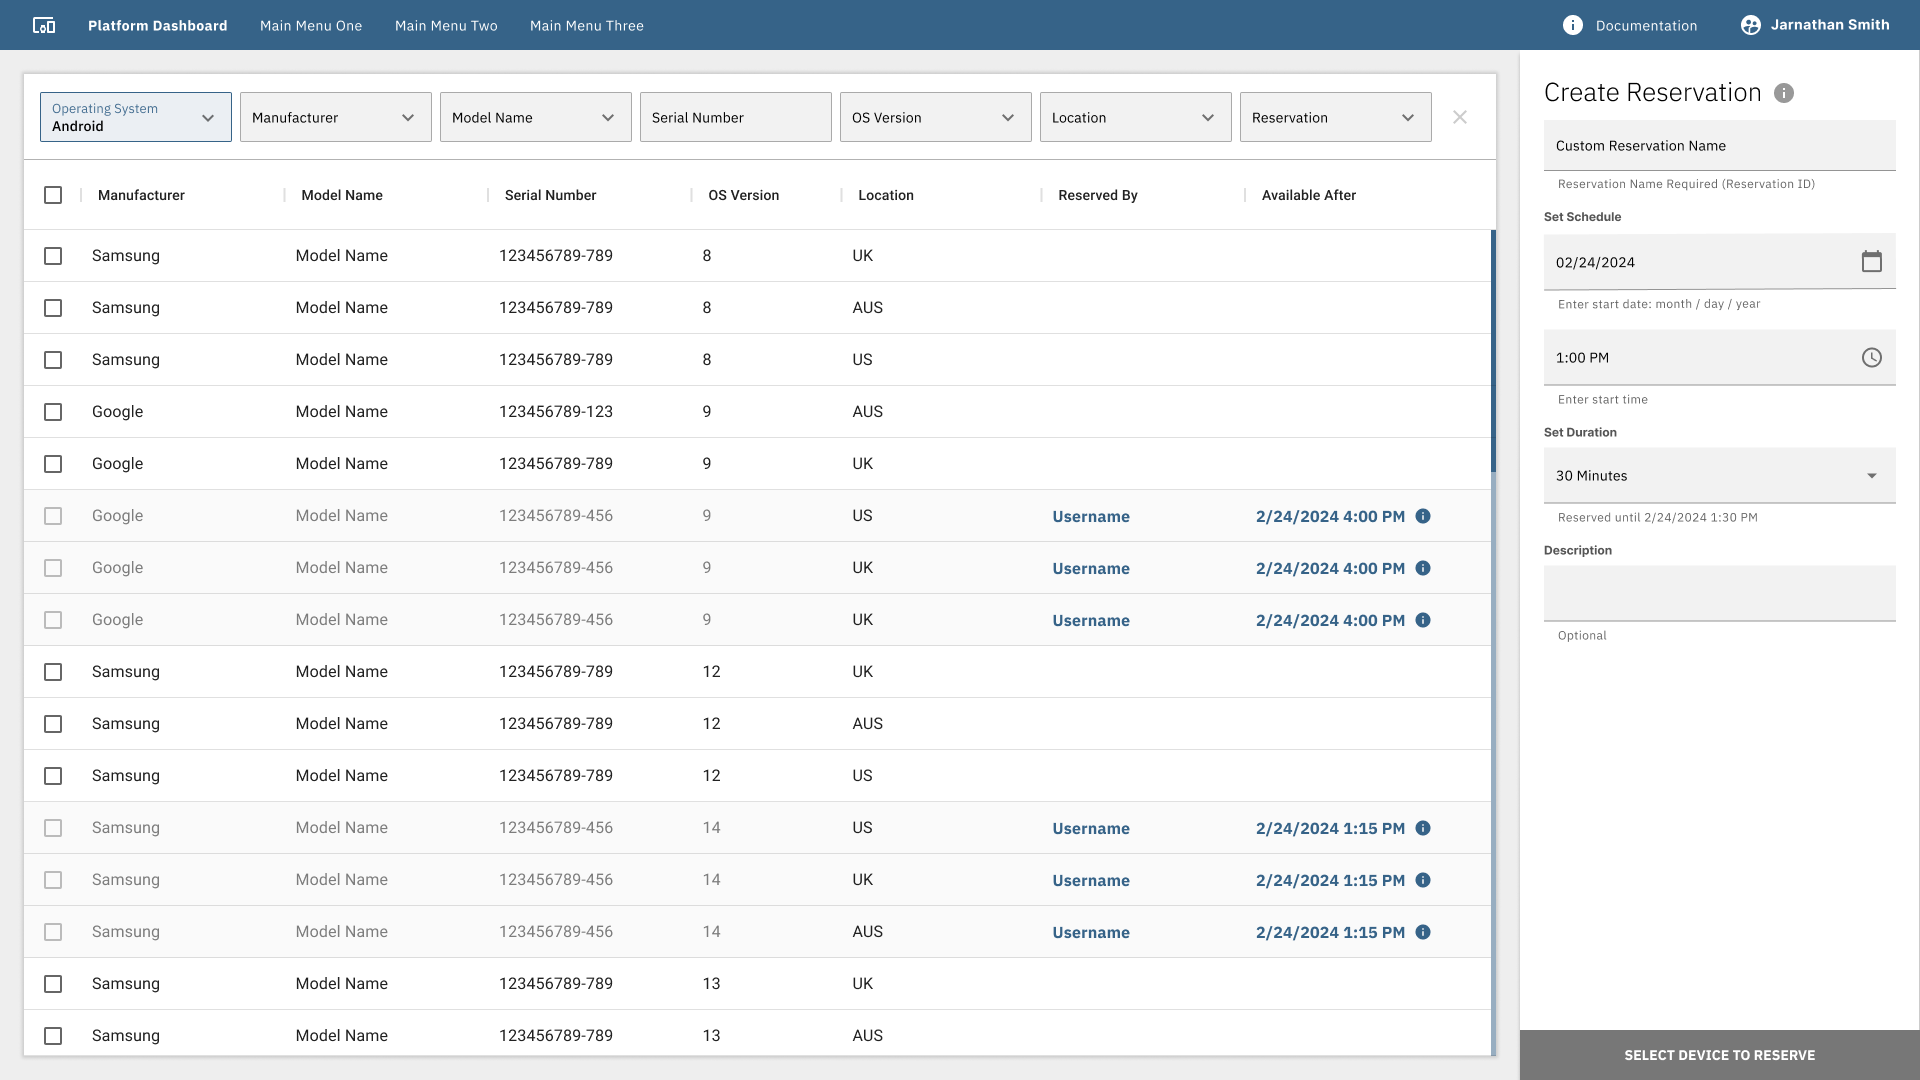 Platform Dashboard Main Menu One Main Menu Two Main Menu Three Documentation Jarnathan Smith
Operating System
Android
Manufacturer Model Name Serial Number OS Version Location Reservation
Manufacturer Model Name Serial Number OS Version Location Reserved By Available After
Samsung Model Name 123456789-789 8 UK
Samsung Model Name 123456789-789 8 AUS
Samsung Model Name 123456789-789 8 US
Google Model Name 123456789-123 9 AUS
Google Model Name 123456789-789 9 UK
Google Model Name 123456789-456 9 US Username 2/24/2024 4:00 PM
Google Model Name 123456789-456 9 UK Username 2/24/2024 4:00 PM
Google Model Name 123456789-456 9 UK Username 2/24/2024 4:00 PM
Samsung Model Name 123456789-789 12 UK
Samsung Model Name 123456789-789 12 AUS
Samsung Model Name 123456789-789 12 US
Samsung Model Name 123456789-456 14 US Username 2/24/2024 1:15 PM
Samsung Model Name 123456789-456 14 UK Username 2/24/2024 1:15 PM
Samsung Model Name 123456789-456 14 AUS Username 2/24/2024 1:15 PM
Samsung Model Name 123456789-789 13 UK
Samsung Model Name 123456789-789 13 AUS
Create Reservation
Custom Reservation Name
Reservation Name Required (Reservation ID)
Set Schedule
02/24/2024
Enter start date: month / day / year
1:00 PM
Enter start time
Set Duration
30 Minutes
Reserved until 2/24/2024 1:30 PM
Description
Optional
SELECT DEVICE TO RESERVE